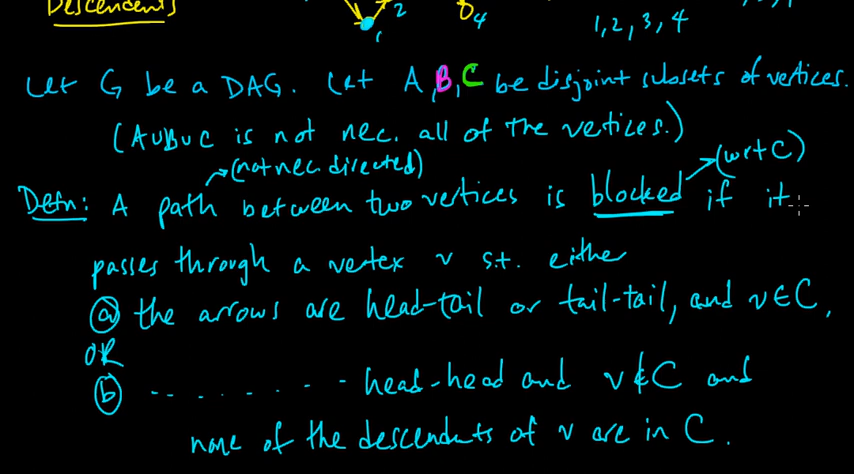 Descendents
1 2 4
1, 2, 3, 4
Let G be a DAG. Let A, B, C be disjoint subsets of vertices.
(A∪B∪C is not nec. all of the vertices.)
(not nec. directed)
(wrt C)
Defn: A path between two vertices is blocked if it
passes through a vertex v s.t. either
(a) the arrows are head-tail or tail-tail, and v∈C,
OR
(b) ........ head-head and v∉C and
none of the descendents of v are in C.